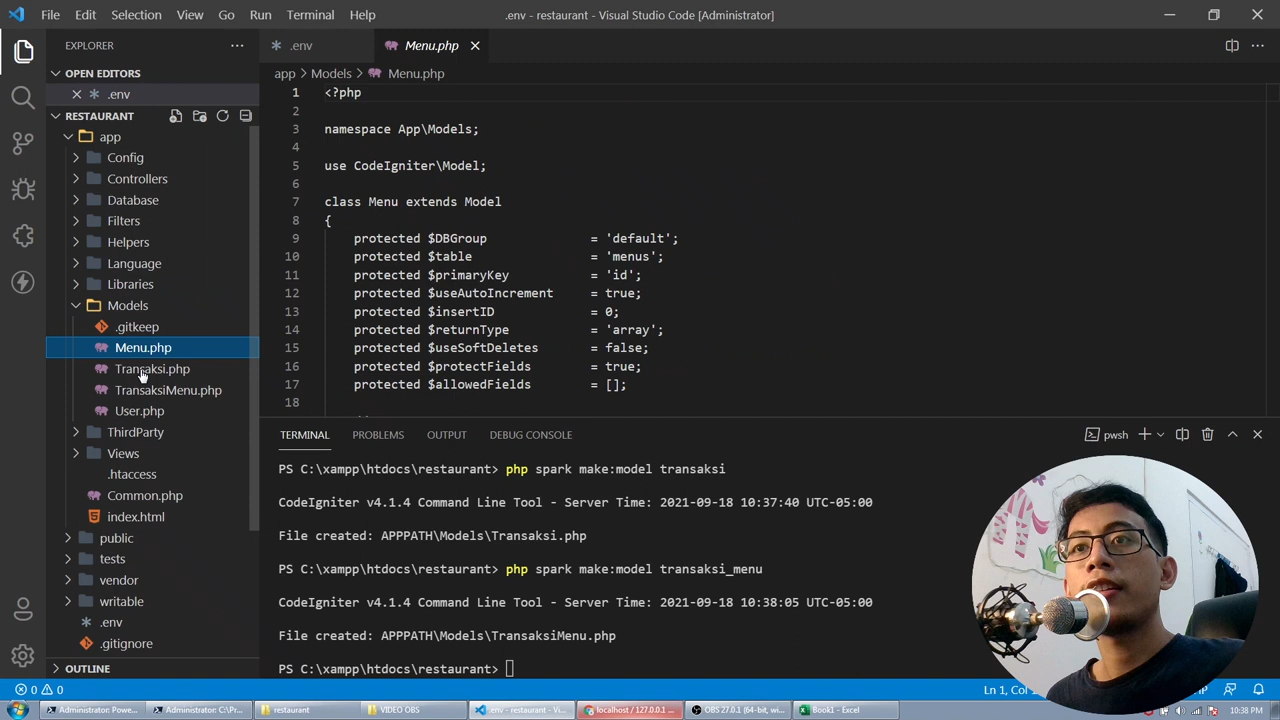 File Edit Selection View Go Run Terminal Help
.env - restaurant - Visual Studio Code [Administrator]
EXPLORER
OPEN EDITORS
.env
RESTAURANT
app
Config
Controllers
Database
Filters
Helpers
Language
Libraries
Models
.gitkeep
Menu.php
Transaksi.php
TransaksiMenu.php
User.php
ThirdParty
Views
.htaccess
Common.php
index.html
public
tests
vendor
writable
.env
.gitignore
OUTLINE
.env
Menu.php
app > Models > Menu.php
1 <?php
2
3 namespace App\Models;
4
5 use CodeIgniter\Model;
6
7 class Menu extends Model
8 {
9 protected $DBGroup = 'default';
10 protected $table = 'menus';
11 protected $primaryKey = 'id';
12 protected $useAutoIncrement = true;
13 protected $insertID = 0;
14 protected $returnType = 'array';
15 protected $useSoftDeletes = false;
16 protected $protectFields = true;
17 protected $allowedFields = [];
18
TERMINAL PROBLEMS OUTPUT DEBUG CONSOLE
pwsh
PS C:\xampp\htdocs\restaurant> php spark make:model transaksi
CodeIgniter v4.1.4 Command Line Tool - Server Time: 2021-09-18 10:37:40 UTC-05:00
File created: APPPATH\Models\Transaksi.php
PS C:\xampp\htdocs\restaurant> php spark make:model transaksi_menu
CodeIgniter v4.1.4 Command Line Tool - Server Time: 2021-09-18 10:38:05 UTC-05:00
File created: APPPATH\Models\TransaksiMenu.php
PS C:\xampp\htdocs\restaurant>
0 0
Ln 1,
Administrator: Powe...
Administrator: C:\Pr...
restaurant
VIDEO OBS
.env - restaurant - Vi...
localhost / 127.0.0.1 ...
OBS 27.0.1 (64-bit, wi...
Book1 - Excel
10:38 PM